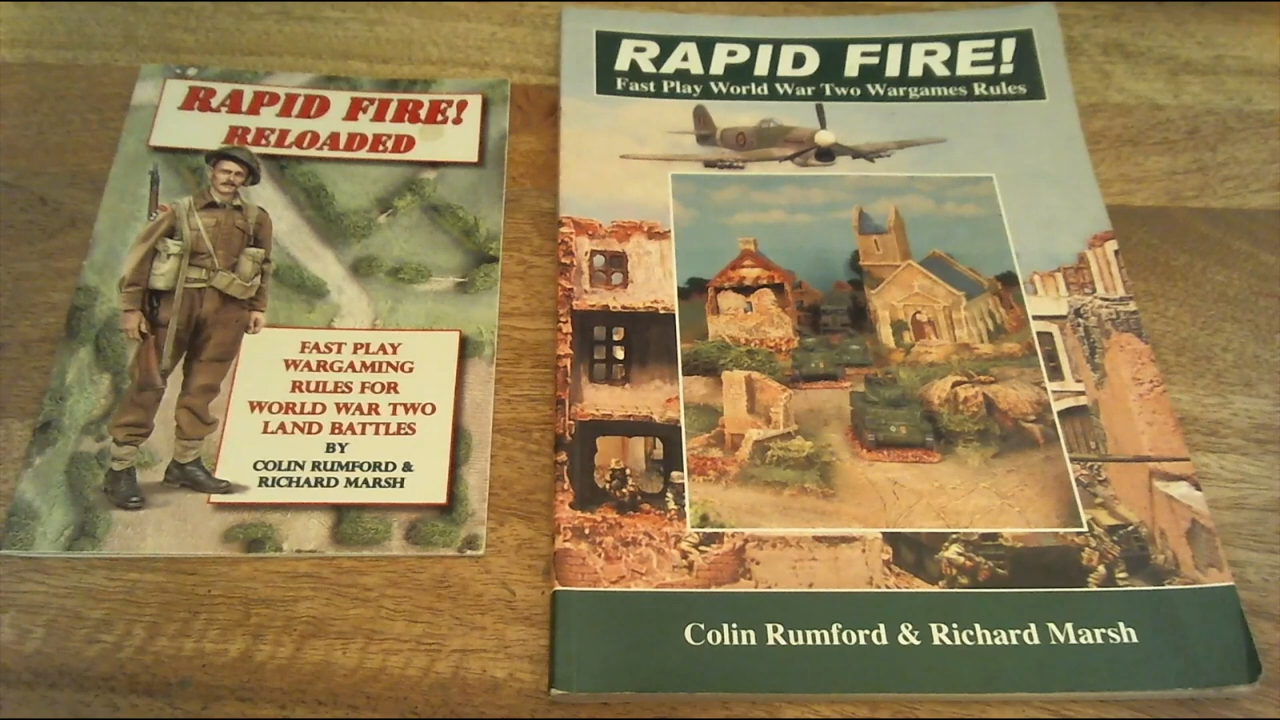 RAPID FIRE!
RELOADED
FAST PLAY
WARGAMING
RULES FOR
WORLD WAR TWO
LAND BATTLES
BY
COLIN RUMFORD &
RICHARD MARSH
RAPID FIRE!
Fast Play World War Two Wargames Rules
Colin Rumford & Richard Marsh